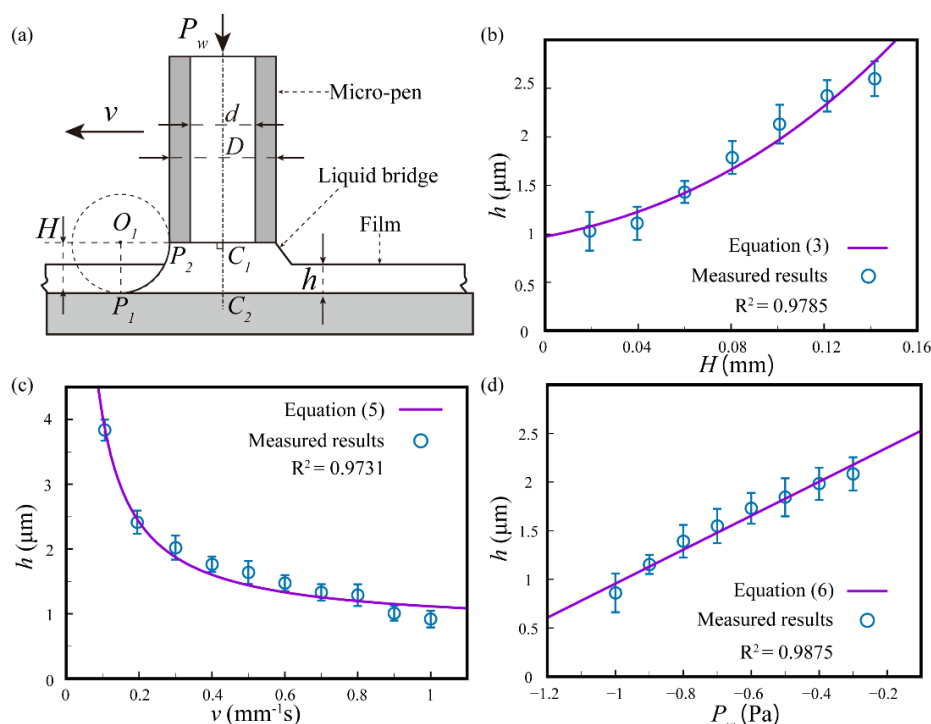 (a)
P_w
Micro-pen
v
d
D
Liquid bridge
H
O_1
Film
P_2
C_1
h
P_1
C_2
(b)
h (μm)
2.5
2
1.5
1
0.5
0
Equation (3)
Measured results
R² = 0.9785
0 0.04 0.08 0.12 0.16
H (mm)
(c)
h (μm)
4
3
2
1
0
Equation (5)
Measured results
R² = 0.9731
0 0.2 0.4 0.6 0.8 1
v (mm⁻¹s)
(d)
h (μm)
3
2.5
2
1.5
1
0.5
0
Equation (6)
Measured results
R² = 0.9875
−1.2 −1 −0.8 −0.6 −0.4 −0.2
(Pa)